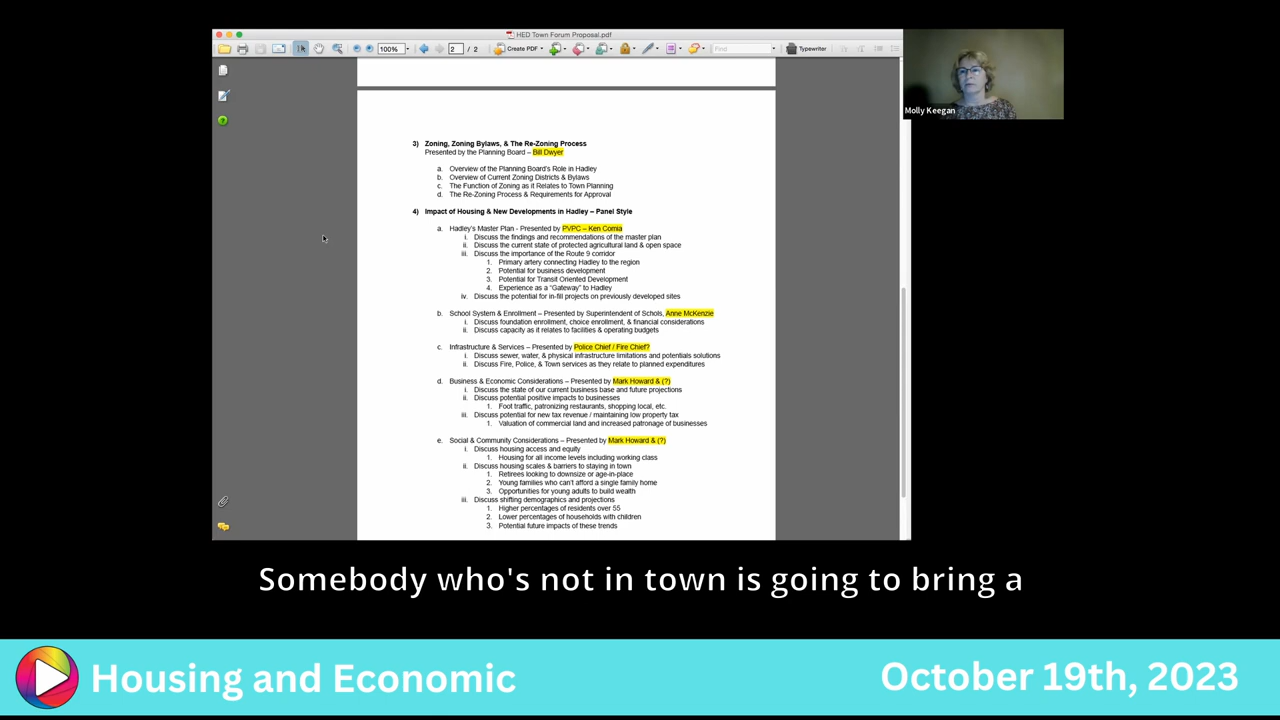 HED Town Forum Proposal.pdf
100%
2 / 2
Create PDF
Find
Typewriter
Molly Keegan
3) Zoning, Zoning Bylaws, & The Re-Zoning Process
Presented by the Planning Board – Bill Dwyer
a. Overview of the Planning Board's Role in Hadley
b. Overview of Current Zoning Districts & Bylaws
c. The Function of Zoning as it Relates to Town Planning
d. The Re-Zoning Process & Requirements for Approval
4) Impact of Housing & New Developments in Hadley – Panel Style
a. Hadley's Master Plan - Presented by PVPC – Ken Comia
i. Discuss the findings and recommendations of the master plan
ii. Discuss the current state of protected agricultural land & open space
iii. Discuss the importance of the Route 9 corridor
1. Primary artery connecting Hadley to the region
2. Potential for business development
3. Potential for Transit Oriented Development
4. Experience as a "Gateway" to Hadley
iv. Discuss the potential for in-fill projects on previously developed sites
b. School System & Enrollment – Presented by Superintendent of Schols, Anne McKenzie
i. Discuss foundation enrollment, choice enrollment, & financial considerations
ii. Discuss capacity as it relates to facilities & operating budgets
c. Infrastructure & Services – Presented by Police Chief / Fire Chief?
i. Discuss sewer, water, & physical infrastructure limitations and potentials solutions
ii. Discuss Fire, Police, & Town services as they relate to planned expenditures
d. Business & Economic Considerations – Presented by Mark Howard & (?)
i. Discuss the state of our current business base and future projections
ii. Discuss potential positive impacts to businesses
1. Foot traffic, patronizing restaurants, shopping local, etc.
iii. Discuss potential for new tax revenue / maintaining low property tax
1. Valuation of commercial land and increased patronage of businesses
e. Social & Community Considerations – Presented by Mark Howard & (?)
i. Discuss housing access and equity
1. Housing for all income levels including working class
ii. Discuss housing scales & barriers to staying in town
1. Retirees looking to downsize or age-in-place
2. Young families who can't afford a single family home
3. Opportunities for young adults to build wealth
iii. Discuss shifting demographics and projections
1. Higher percentages of residents over 55
2. Lower percentages of households with children
3. Potential future impacts of these trends
Somebody who's not in town is going to bring a
Housing and Economic
October 19th, 2023